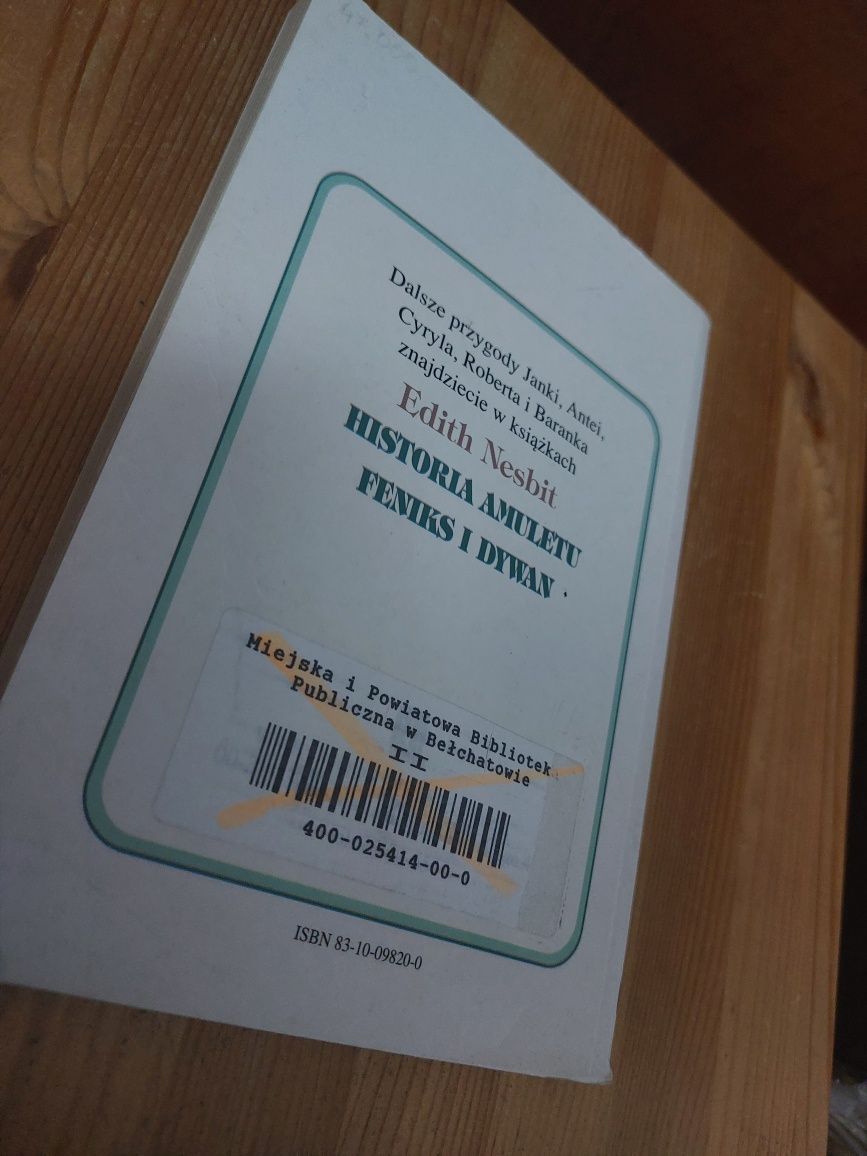 Dalsze przygody Janki, Antei,
Cyryla, Roberta i Baranka
znajdziecie w książkach
Edith Nesbit
HISTORIA AMULETU
FENIKS I DYWAN
Miejska i Powiatowa Bibliotek
Publiczna w Bełchatowie
II
400-025414-00-0
ISBN 83-10-09820-0